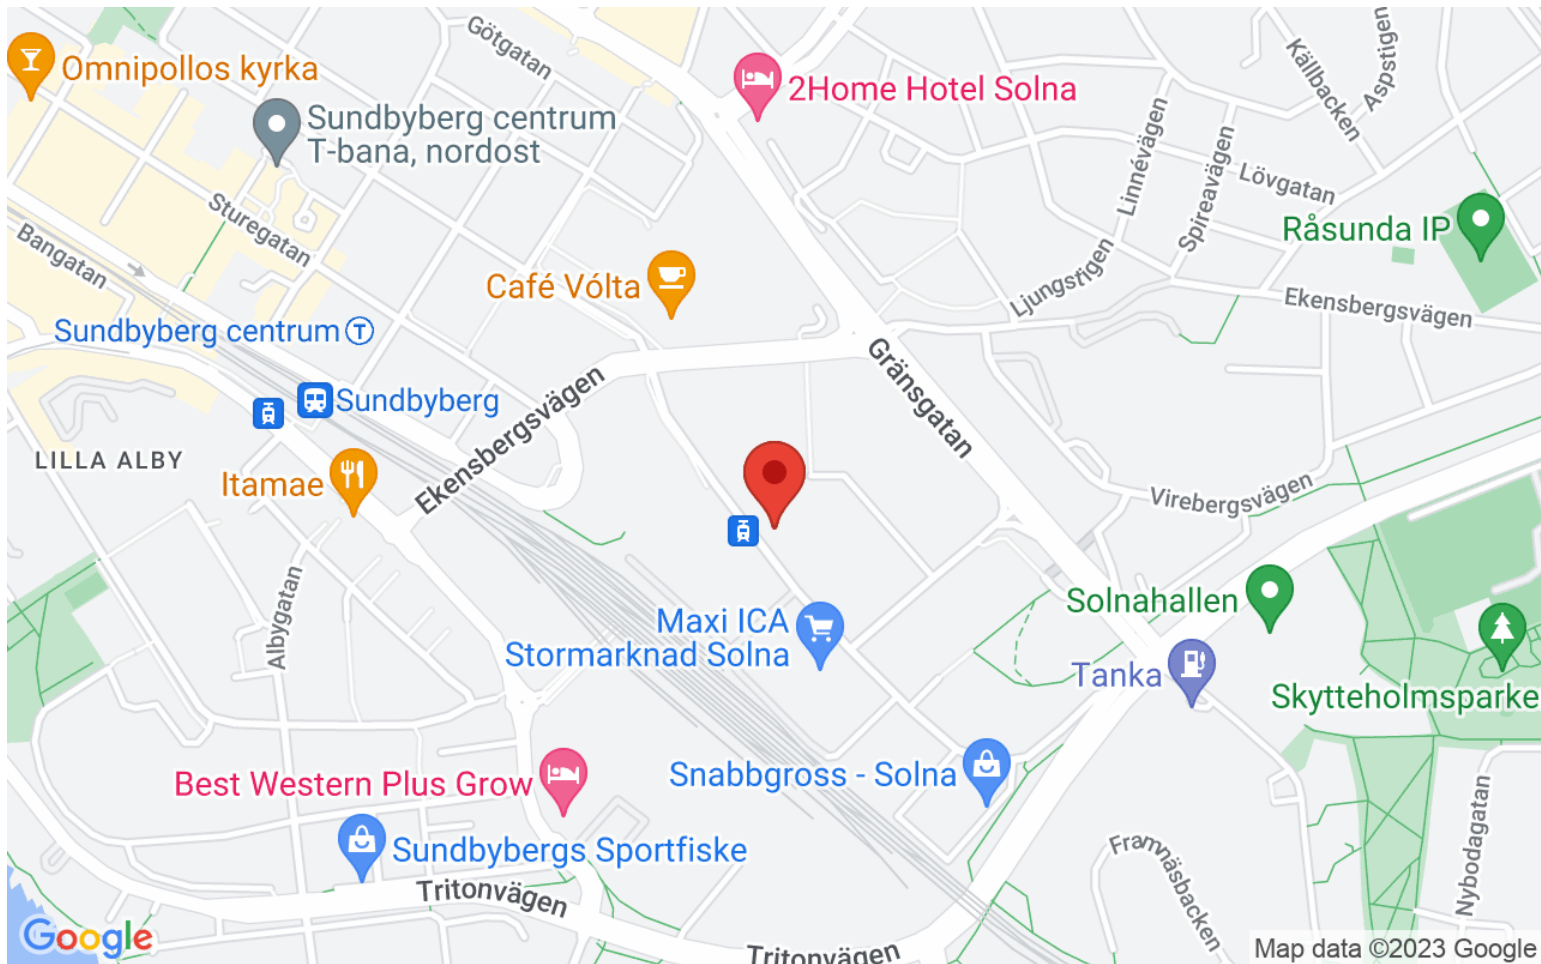 Götgatan
Källbacken
Aspstigen
Omnipollos kyrka
2Home Hotel Solna
Sundbyberg centrum
T-bana, nordost
Linnévägen
Spireavägen
Lövgatan
Sturegatan
Råsunda IP
Bangatan
Café Vólta
Ljungstigen
Ekensbergsvägen
Sundbyberg centrum
T
Gränsgatan
Sundbyberg
Ekensbergsvägen
LILLA ALBY
Itamae
Virebergsvägen
Albygatan
Solnahallen
Maxi ICA
Stormarknad Solna
Tanka
Skytteholmsparke
Best Western Plus Grow
Snabbgross - Solna
Sundbybergs Sportfiske
Framnäsbacken
Nybodagatan
Tritonvägen
Tritonvägen
Google
Map data ©2023 Google